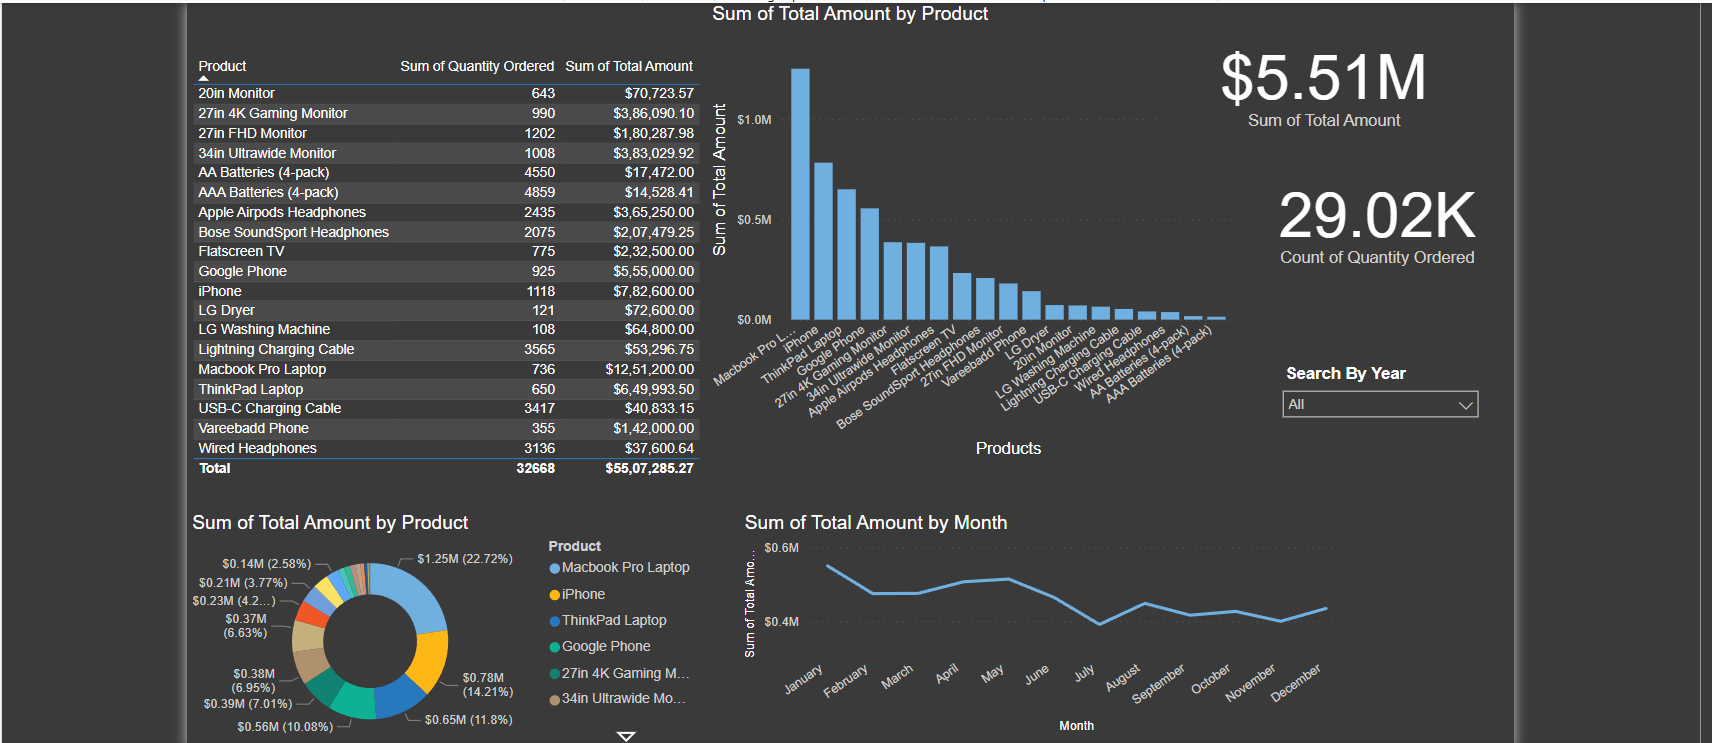 Sum of Total Amount by Product
Product Sum of Quantity Ordered Sum of Total Amount
20in Monitor 643 $70,723.57
27in 4K Gaming Monitor 990 $3,86,090.10
27in FHD Monitor 1202 $1,80,287.98
34in Ultrawide Monitor 1008 $3,83,029.92
AA Batteries (4-pack) 4550 $17,472.00
AAA Batteries (4-pack) 4859 $14,528.41
Apple Airpods Headphones 2435 $3,65,250.00
Bose SoundSport Headphones 2075 $2,07,479.25
Flatscreen TV 775 $2,32,500.00
Google Phone 925 $5,55,000.00
iPhone 1118 $7,82,600.00
LG Dryer 121 $72,600.00
LG Washing Machine 108 $64,800.00
Lightning Charging Cable 3565 $53,296.75
Macbook Pro Laptop 736 $12,51,200.00
ThinkPad Laptop 650 $6,49,993.50
USB-C Charging Cable 3417 $40,833.15
Vareebadd Phone 355 $1,42,000.00
Wired Headphones 3136 $37,600.64
Total 32668 $55,07,285.27
Sum of Total Amount
$1.0M
$0.5M
$0.0M
Macbook Pro L...
iPhone
ThinkPad Laptop
Google Phone
27in 4K Gaming Monitor
34in Ultrawide Monitor
Apple Airpods Headphones
Flatscreen TV
Bose SoundSport Headphones
27in FHD Monitor
Vareebadd Phone
LG Dryer
20in Monitor
LG Washing Machine
Lightning Charging Cable
USB-C Charging Cable
Wired Headphones
AA Batteries (4-pack)
AAA Batteries (4-pack)
Products
$5.51M
Sum of Total Amount
29.02K
Count of Quantity Ordered
Search By Year
All
Sum of Total Amount by Product
$0.14M (2.58%)
$0.21M (3.77%)
$0.23M (4.2...)
$0.37M
(6.63%)
$0.38M
(6.95%)
$0.39M (7.01%)
$0.56M (10.08%)
$1.25M (22.72%)
$0.78M
(14.21%)
$0.65M (11.8%)
Product
Macbook Pro Laptop
iPhone
ThinkPad Laptop
Google Phone
27in 4K Gaming M...
34in Ultrawide Mo...
Sum of Total Amount by Month
Sum of Total Amo...
$0.6M
$0.4M
January
February
March
April
May
June
July
August
September
October
November
December
Month